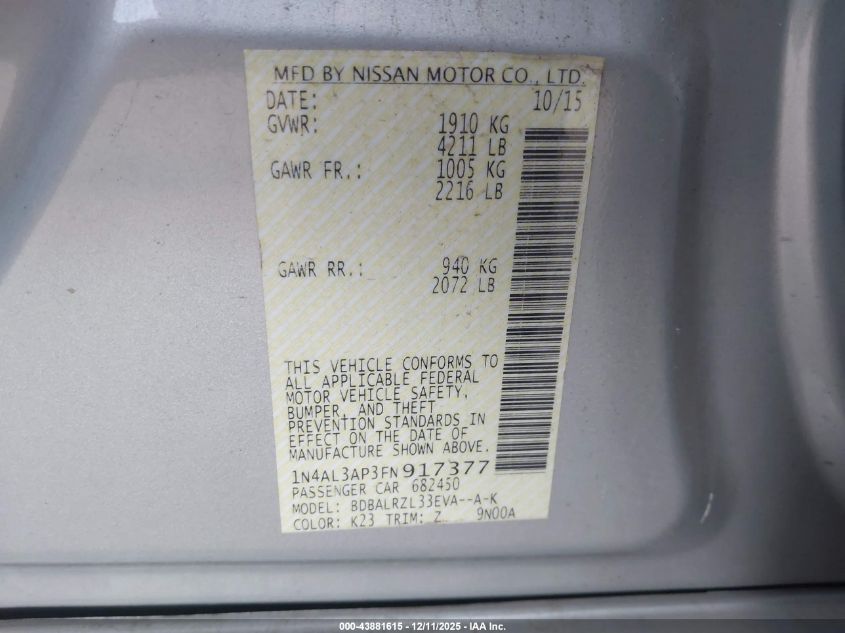 MFD BY NISSAN MOTOR CO., LTD.
DATE: 10/15
GVWR: 1910 KG
4211 LB
GAWR FR.: 1005 KG
2216 LB
GAWR RR.: 940 KG
2072 LB
THIS VEHICLE CONFORMS TO
ALL APPLICABLE FEDERAL
MOTOR VEHICLE SAFETY,
BUMPER, AND THEFT
PREVENTION STANDARDS IN
EFFECT ON THE DATE OF
MANUFACTURE SHOWN ABOVE.
1N4AL3AP3FN917377
PASSENGER CAR 682450
MODEL: BDBALRZL33EVA--A-K
COLOR: K23 TRIM: Z 9N00A
000-43881615 - 12/11/2025 - IAA Inc.